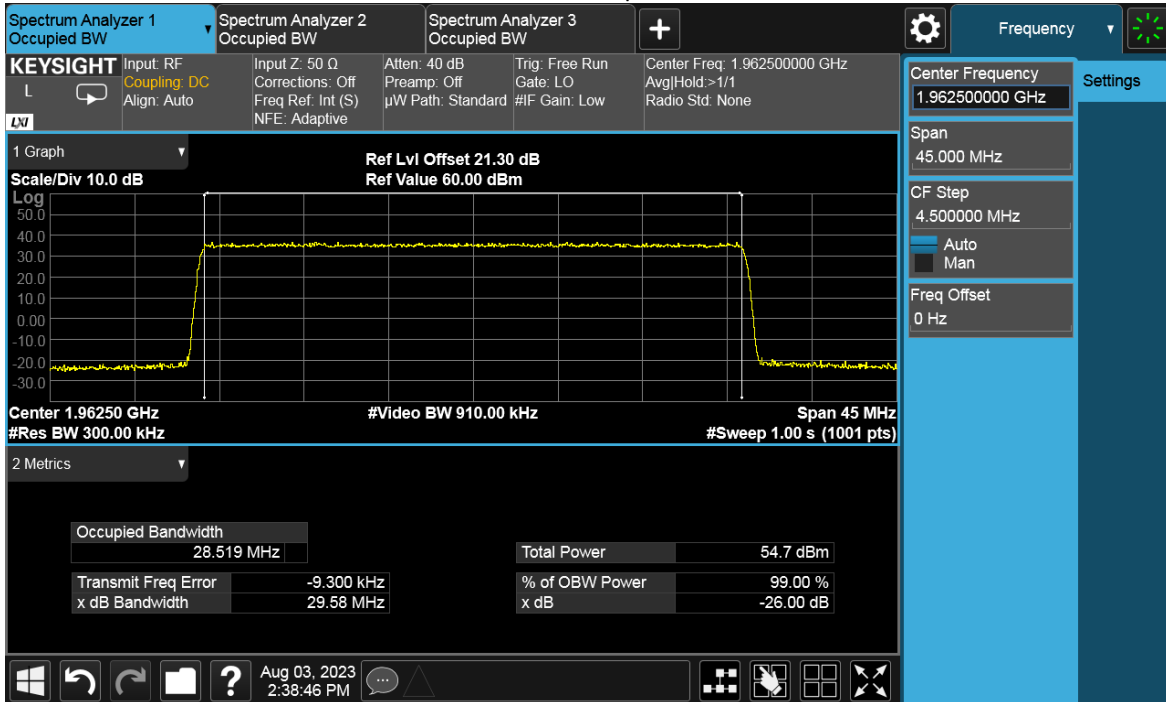 Spectrum Analyzer 1
Occupied BW
Spectrum Analyzer 2
Occupied BW
Spectrum Analyzer 3
Occupied BW
Frequency
KEYSIGHT
L
LXI
Input: RF
Coupling: DC
Align: Auto
Input Z: 50 Ω
Corrections: Off
Freq Ref: Int (S)
NFE: Adaptive
Atten: 40 dB
Preamp: Off
µW Path: Standard
Trig: Free Run
Gate: LO
#IF Gain: Low
Center Freq: 1.962500000 GHz
Avg|Hold:>1/1
Radio Std: None
Center Frequency
1.962500000 GHz
Settings
Span
45.000 MHz
CF Step
4.500000 MHz
Auto
Man
Freq Offset
0 Hz
1 Graph
Scale/Div 10.0 dB
Ref Lvl Offset 21.30 dB
Ref Value 60.00 dBm
Log
50.0
40.0
30.0
20.0
10.0
0.00
-10.0
-20.0
-30.0
Center 1.96250 GHz
#Video BW 910.00 kHz
Span 45 MHz
#Res BW 300.00 kHz
#Sweep 1.00 s (1001 pts)
2 Metrics
Occupied Bandwidth
28.519 MHz
Total Power 54.7 dBm
Transmit Freq Error -9.300 kHz
% of OBW Power 99.00 %
x dB Bandwidth 29.58 MHz
x dB -26.00 dB
?
Aug 03, 2023
2:38:46 PM